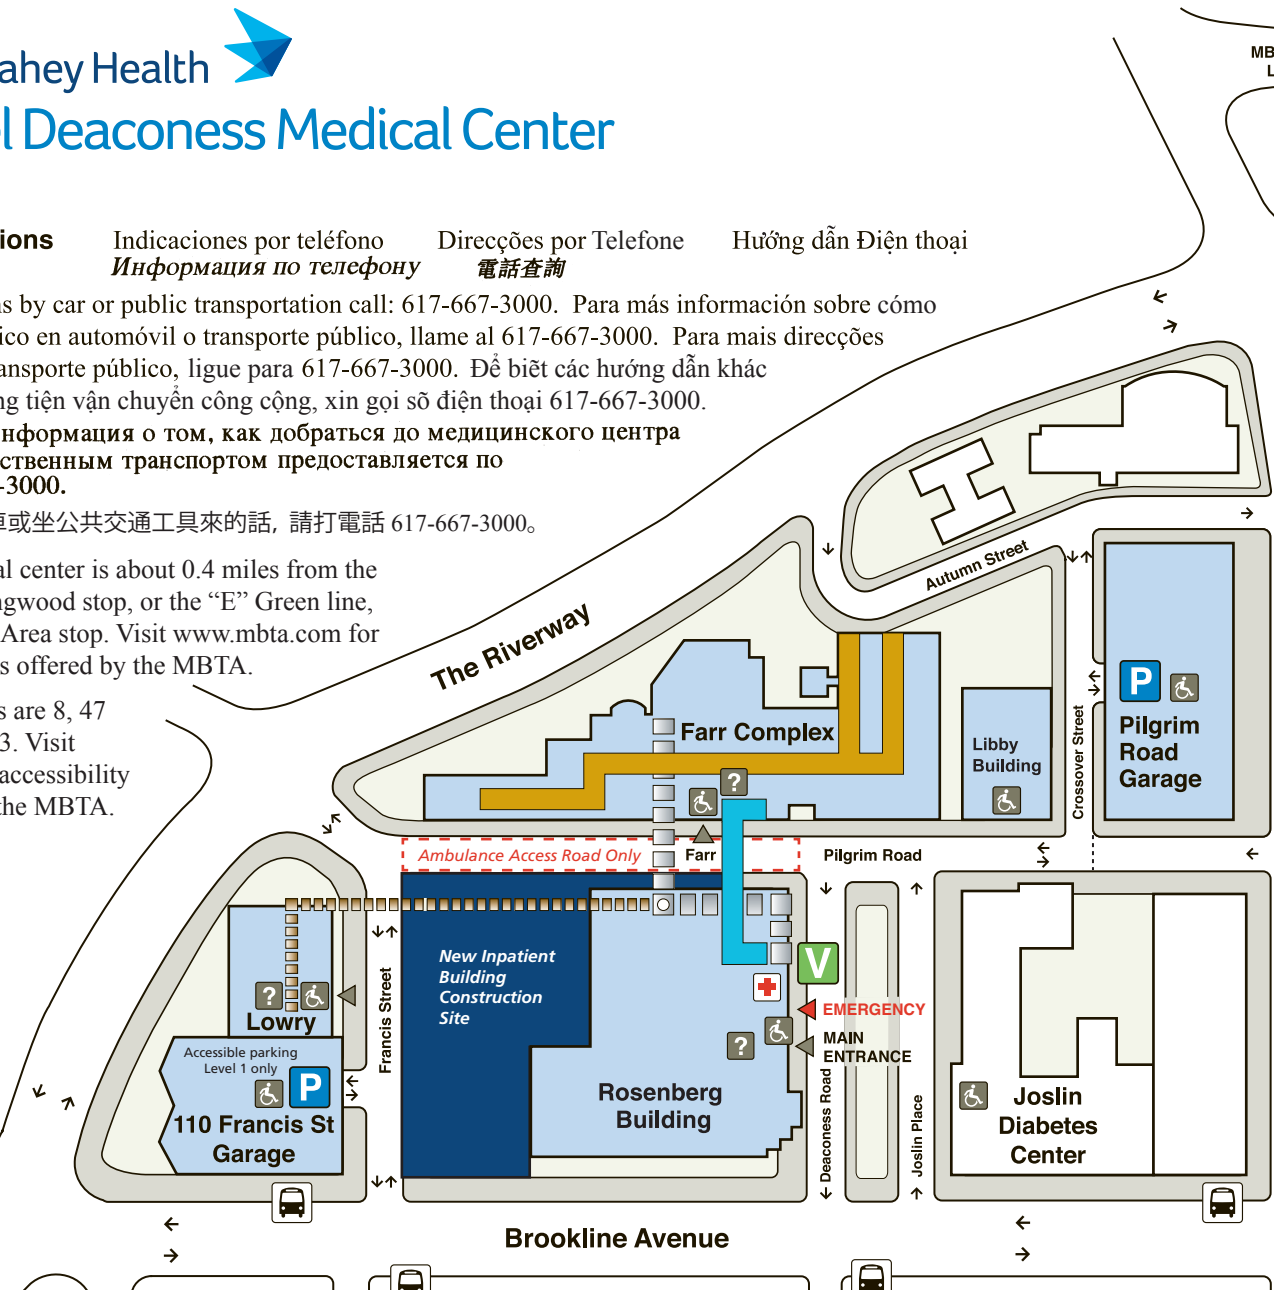 ahey Health
l Deaconess Medical Center
MB
L
ions
Indicaciones por teléfono
Direcções por Telefone
Hướng dẫn Điện thoại
Информация по телефону
電話查詢
ns by car or public transportation call: 617-667-3000. Para más información sobre cómo
ico en automóvil o transporte público, llame al 617-667-3000. Para mais direcções
ransporte público, ligue para 617-667-3000. Để biết các hướng dẫn khác
ng tiện vận chuyển công cộng, xin gọi số điện thoại 617-667-3000.
нформация о том, как добраться до медицинского центра
ственным транспортом предоставляется по
-3000.
車或坐公共交通工具來的話, 請打電話 617-667-3000。
al center is about 0.4 miles from the
ngwood stop, or the “E” Green line,
Area stop. Visit www.mbta.com for
s offered by the MBTA.
s are 8, 47
3. Visit
accessibility
the MBTA.
The Riverway
Autumn Street
Farr Complex
Libby
Building
Crossover Street
P
Pilgrim
Road
Garage
?
Ambulance Access Road Only
Farr
Pilgrim Road
New Inpatient
Building
Construction
Site
V
EMERGENCY
MAIN
ENTRANCE
?
Rosenberg
Building
Francis Street
?
Lowry
Accessible parking
Level 1 only
P
110 Francis St
Garage
Deaconess Road
Joslin Place
Joslin
Diabetes
Center
Brookline Avenue